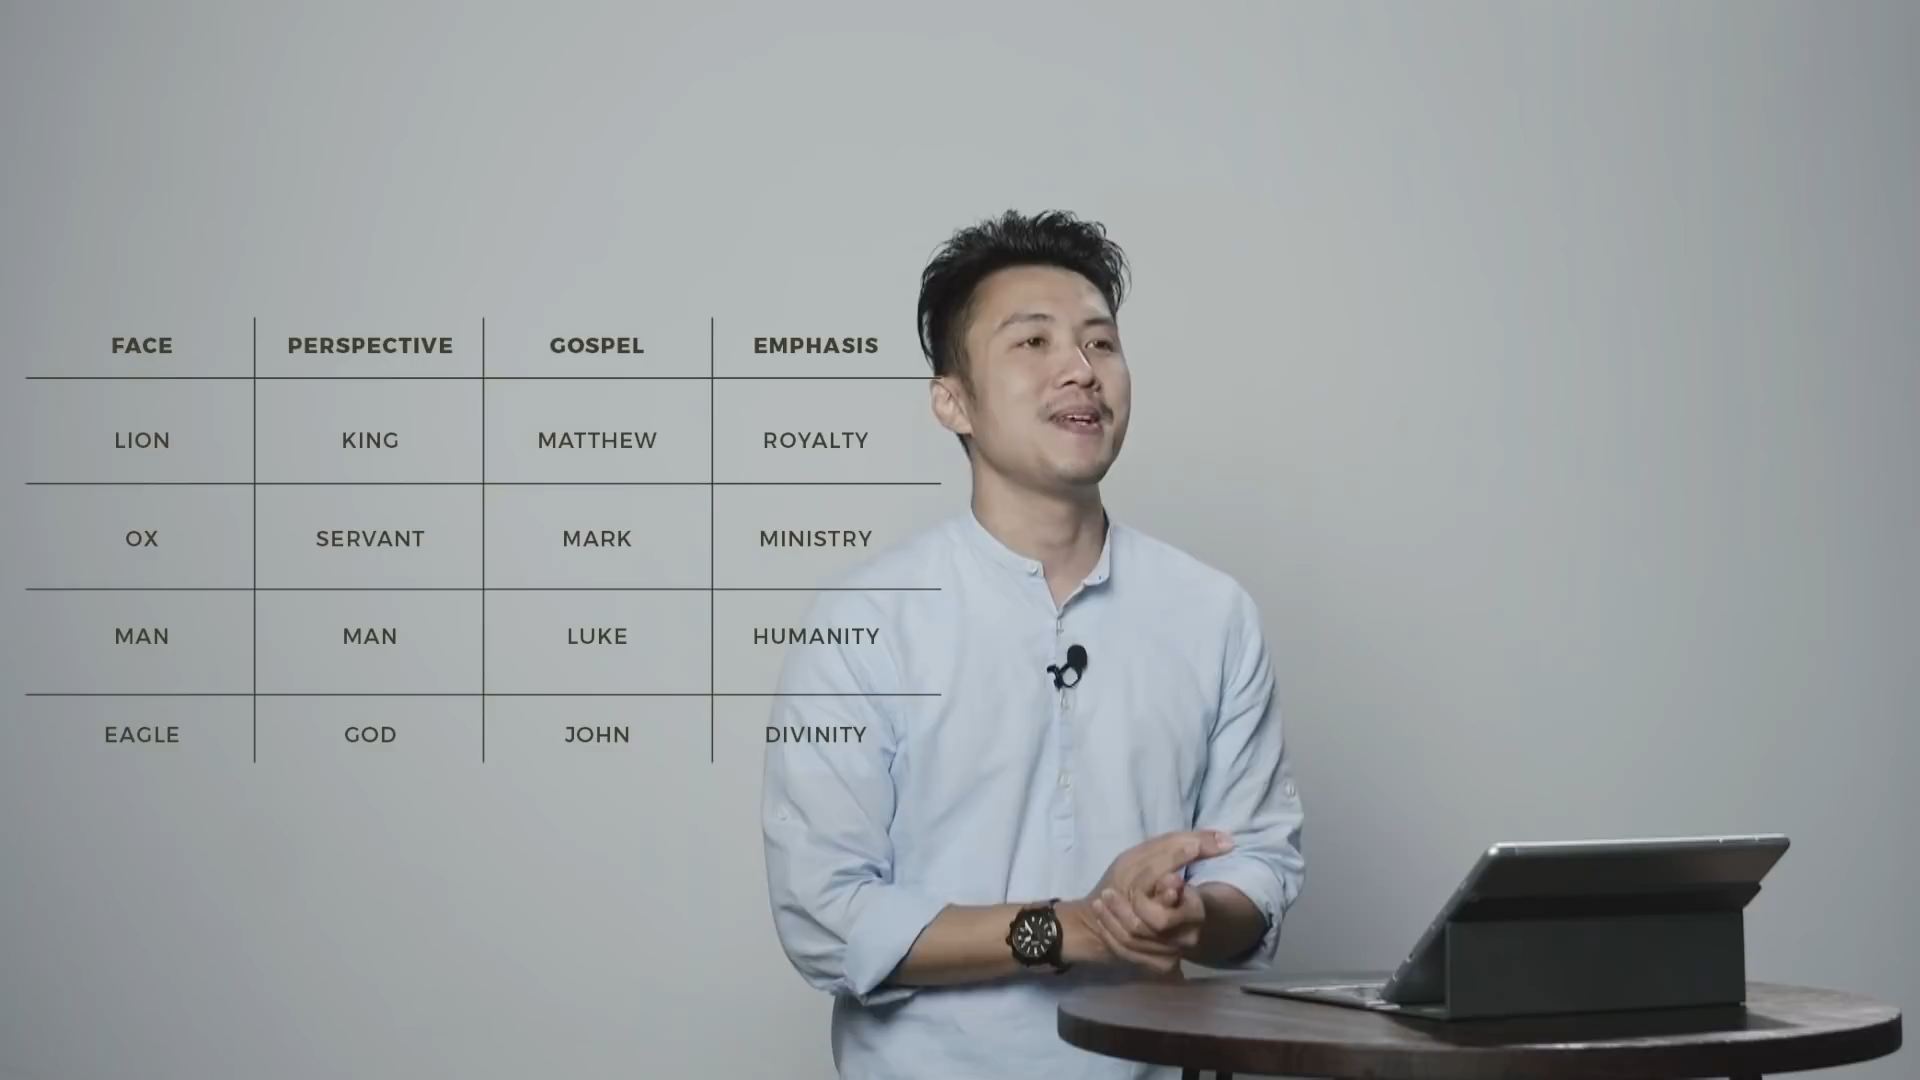 FACE PERSPECTIVE GOSPEL EMPHASIS
LION KING MATTHEW ROYALTY
OX SERVANT MARK MINISTRY
MAN MAN LUKE HUMANITY
EAGLE GOD JOHN DIVINITY